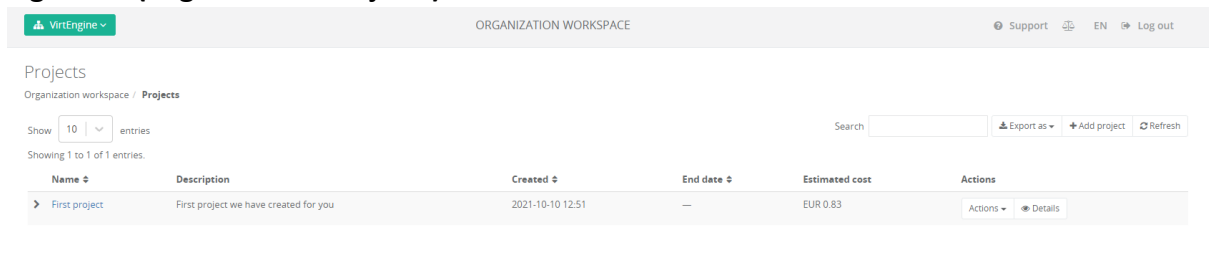 VirtEngine
ORGANIZATION WORKSPACE
Support
EN
Log out
Projects
Organization workspace / Projects
Show 10 entries
Search
Export as
Add project
Refresh
Showing 1 to 1 of 1 entries.
Name Description Created End date Estimated cost Actions
First project First project we have created for you 2021-10-10 12:51 — EUR 0.83 Actions Details